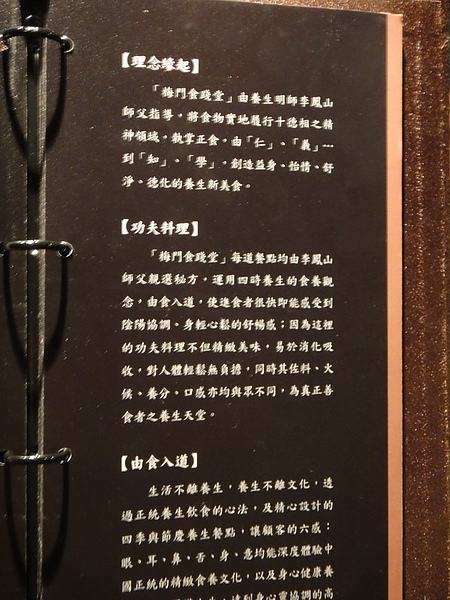 【理念緣起】
「梅門食踐堂」由養生明師李鳳山
師父指導，將食物實地履行十德相之精
神領域，執掌正食，由「仁」、「義」…
到「知」、「學」，創造益身、怡情、舒
淨、德化的養生新美食。
【功夫料理】
「梅門食踐堂」每道餐點均由李鳳山
師父親選秘方，運用四時養生的食養觀
念，由食入道，使進食者很快即能感受到
陰陽協調、身輕心鬆的舒暢感；因為這裡
的功夫料理不但精緻美味，易於消化吸
收，對人體輕鬆無負擔，同時其佐料、火
候、養分、口感亦均與眾不同，為真正善
食者之養生天堂。
【由食入道】
生活不離養生，養生不離文化，透
過正統養生飲食的心法，及精心設計的
四季與節慶養生餐點，讓顧客的六感：
眼、耳、鼻、舌、身、意均能深度體驗中
國正統的精緻食養文化，以及身心健康養
達到身心靈協調的高